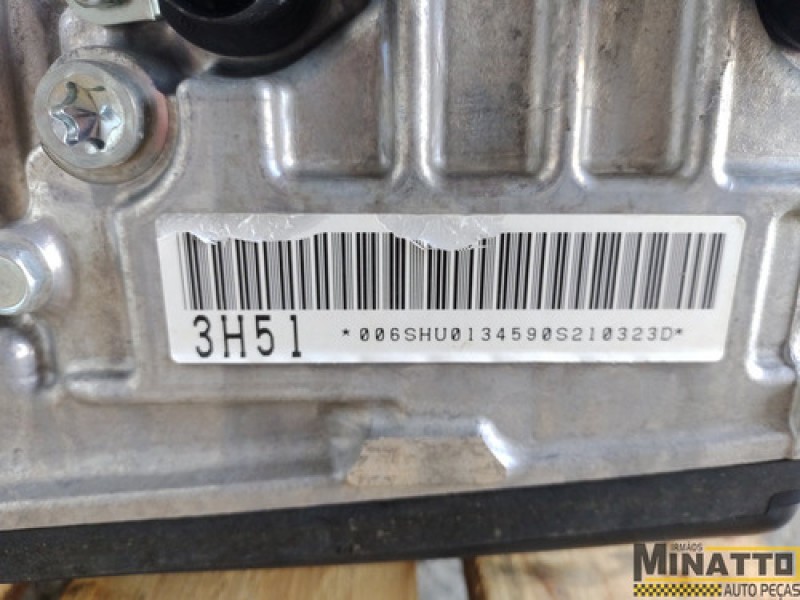 3H51 *006SHU0134590S210323D*
IRMÃOS
MINATTO
AUTO PEÇAS